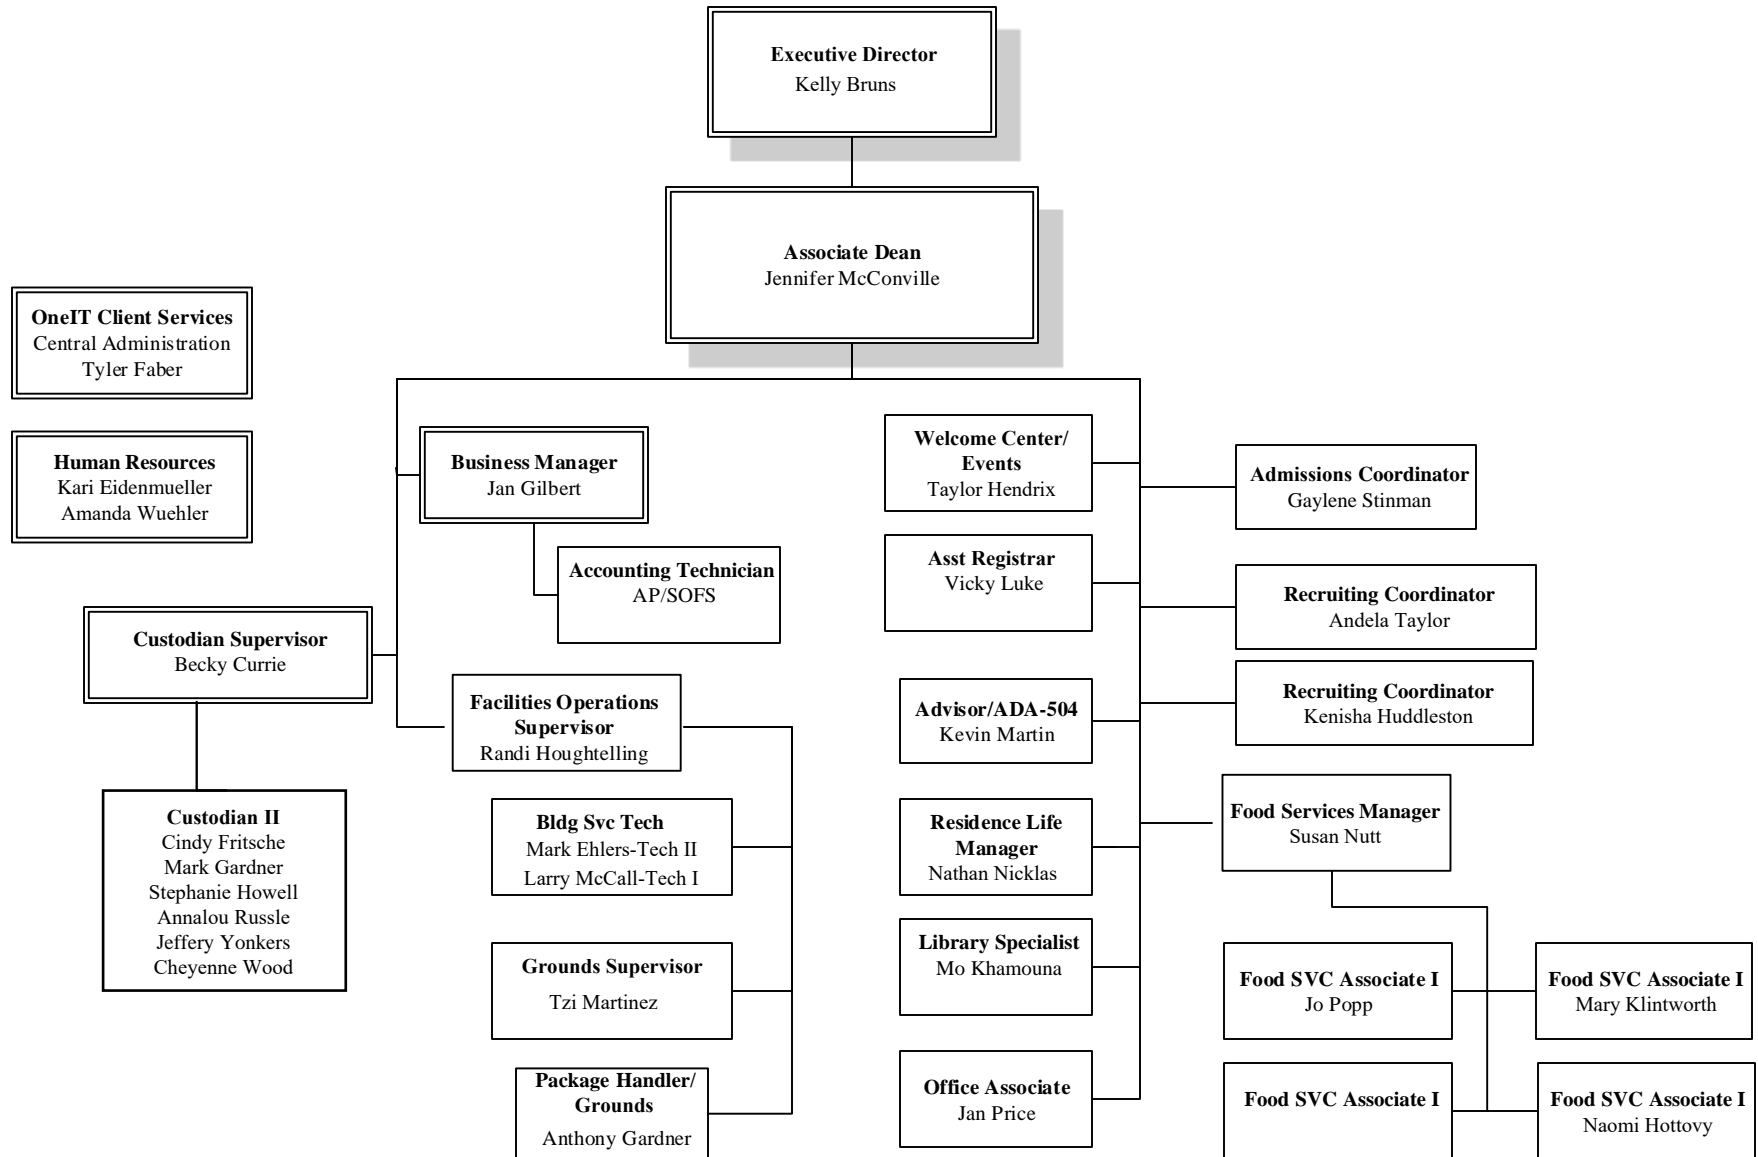 Executive Director
Kelly Bruns
Associate Dean
Jennifer McConville
OneIT Client Services
Central Administration
Tyler Faber
Human Resources
Kari Eidenmueller
Amanda Wuehler
Business Manager
Jan Gilbert
Accounting Technician
AP/SOFS
Custodian Supervisor
Becky Currie
Custodian II
Cindy Fritsche
Mark Gardner
Stephanie Howell
Annalou Russle
Jeffery Yonkers
Cheyenne Wood
Facilities Operations
Supervisor
Randi Houghtelling
Bldg Svc Tech
Mark Ehlers-Tech II
Larry McCall-Tech I
Grounds Supervisor
Tzi Martinez
Package Handler/
Grounds
Anthony Gardner
Welcome Center/
Events
Taylor Hendrix
Asst Registrar
Vicky Luke
Advisor/ADA-504
Kevin Martin
Residence Life
Manager
Nathan Nicklas
Library Specialist
Mo Khamouna
Office Associate
Jan Price
Admissions Coordinator
Gaylene Stinman
Recruiting Coordinator
Andela Taylor
Recruiting Coordinator
Kenisha Huddleston
Food Services Manager
Susan Nutt
Food SVC Associate I
Jo Popp
Food SVC Associate I
Mary Klintworth
Food SVC Associate I
Food SVC Associate I
Naomi Hottovy